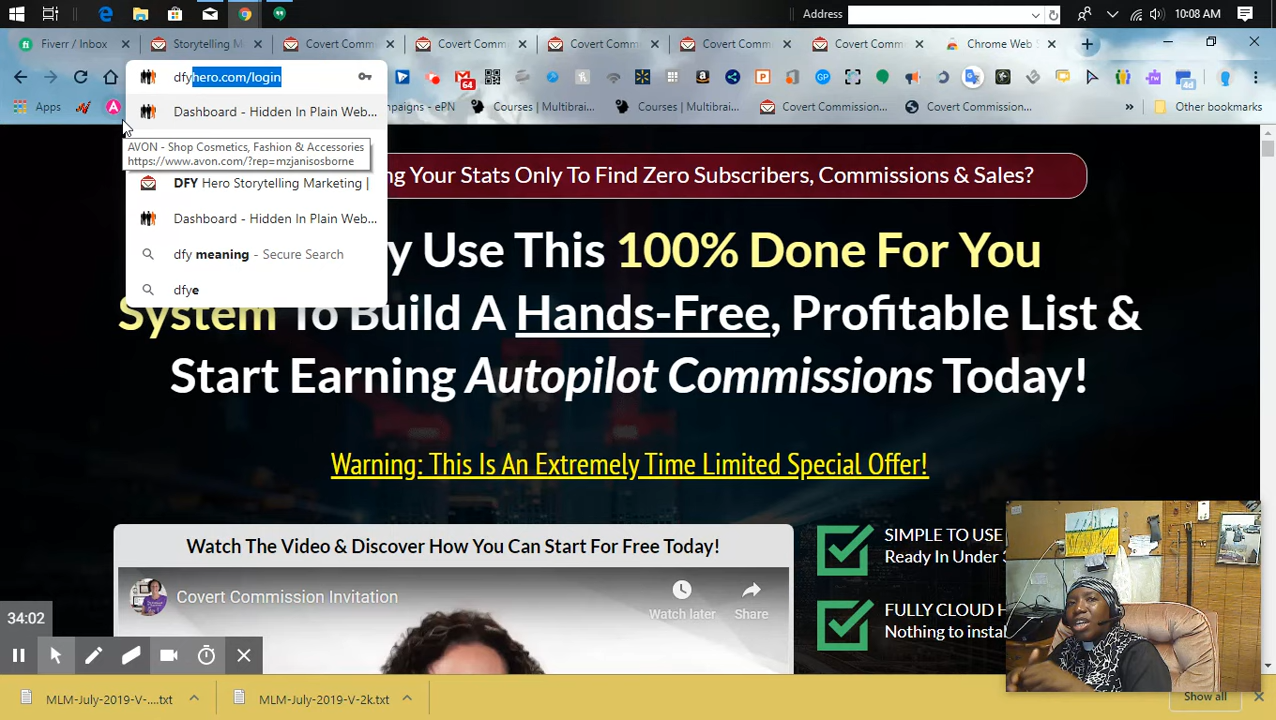 Address
10:08 AM
Fiverr / Inbox
Storytelling M
Covert Comm
Covert Comm
Covert Comm
Covert Comm
Covert Comm
Chrome Web S
dfyhero.com/login
64
4D
Apps
Dashboard - Hidden In Plain Web...
mpaigns - ePN
Courses | Multibrai...
Courses | Multibrai...
Covert Commission...
Covert Commission...
»
Other bookmarks
AVON - Shop Cosmetics, Fashion & Accessories
https://www.avon.com/?rep=mzjanisosborne
DFY Hero Storytelling Marketing |
Dashboard - Hidden In Plain Web...
dfy meaning - Secure Search
dfye
ng Your Stats Only To Find Zero Subscribers, Commissions & Sales?
y Use This 100% Done For You
System To Build A Hands-Free, Profitable List &
Start Earning Autopilot Commissions Today!
Warning: This Is An Extremely Time Limited Special Offer!
Watch The Video & Discover How You Can Start For Free Today!
Covert Commission Invitation
Watch later
Share
SIMPLE TO USE
Ready In Under
FULLY CLOUD H
Nothing to instal
34:02
MLM-July-2019-V-....txt
MLM-July-2019-V-2k.txt
Show all